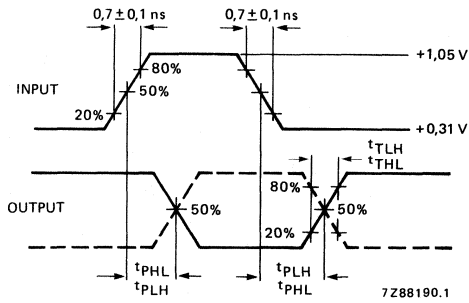 0,7 ± 0,1 ns
0,7 ± 0,1 ns
+1,05 V
80%
INPUT
50%
20%
+0,31 V
tTLH
tTHL
80%
OUTPUT
50%
50%
20%
tPHL
tPLH
tPLH
tPHL
7Z88190.1